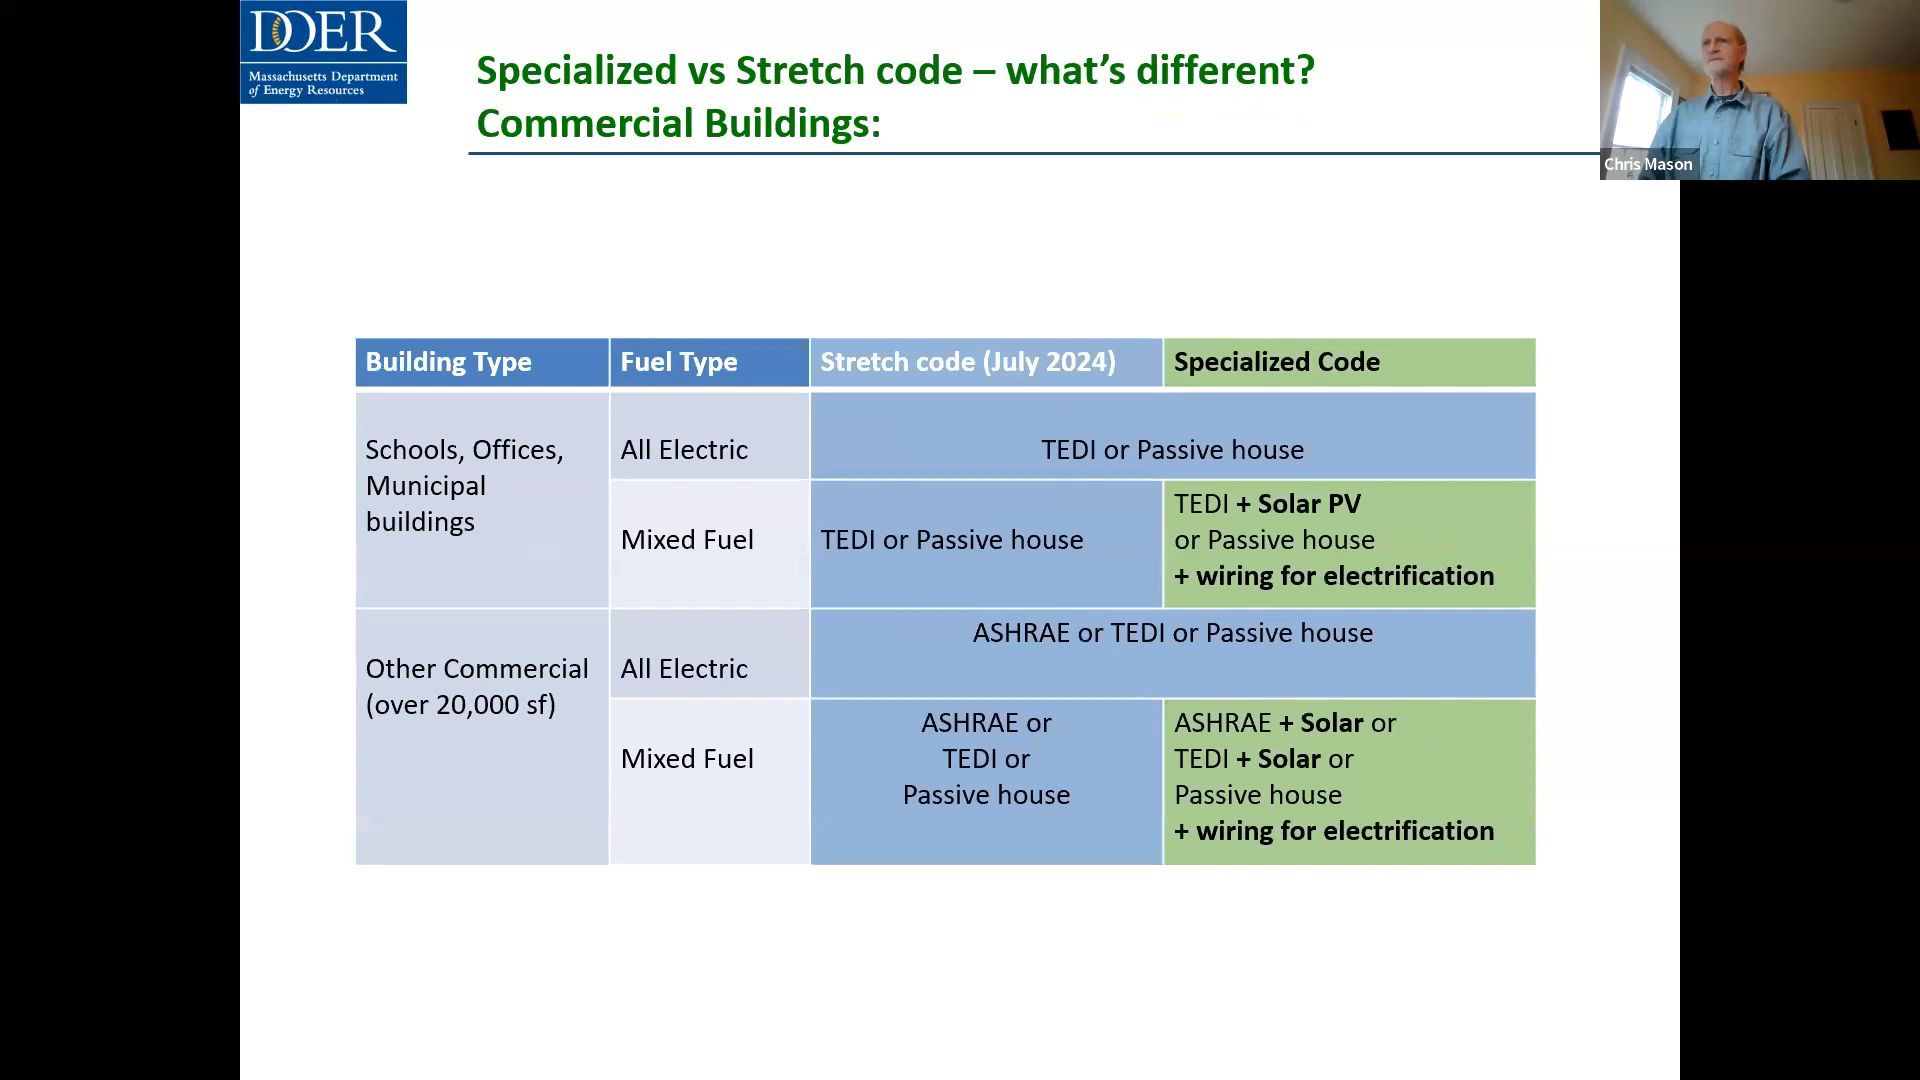 DOER
Massachusetts Department
of Energy Resources
Specialized vs Stretch code – what’s different?
Commercial Buildings:
Chris Mason
Building Type
Fuel Type
Stretch code (July 2024)
Specialized Code
Schools, Offices,
Municipal
buildings
All Electric
TEDI or Passive house
Mixed Fuel
TEDI or Passive house
TEDI + Solar PV
or Passive house
+ wiring for electrification
Other Commercial
(over 20,000 sf)
All Electric
ASHRAE or TEDI or Passive house
Mixed Fuel
ASHRAE or
TEDI or
Passive house
ASHRAE + Solar or
TEDI + Solar or
Passive house
+ wiring for electrification